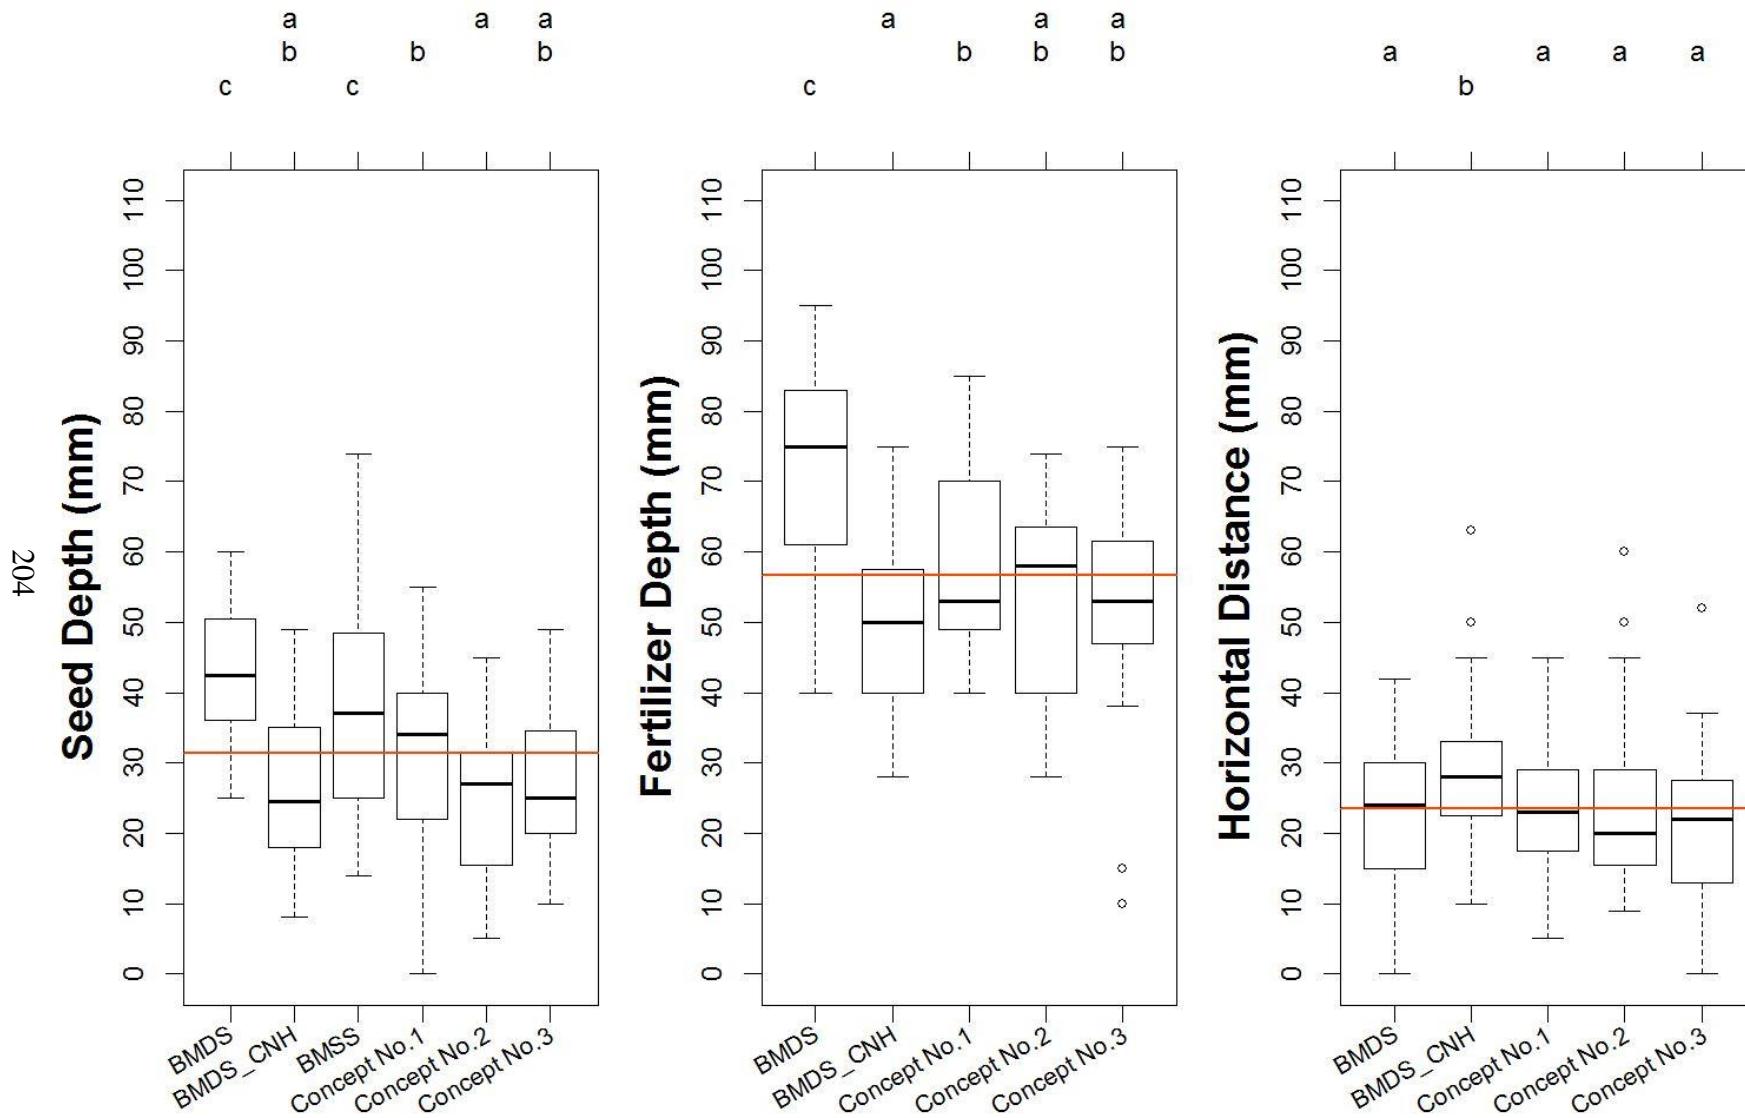 a a a a a a a
b b b b b a b a a a
c c c b
110 110 110
100 100 100
90 90 90
80 80 80
70 70 70
60 60 60
50 50 50
40 40 40
30 30 30
20 20 20
10 10 10
0 0 0
Seed Depth (mm)
Fertilizer Depth (mm)
Horizontal Distance (mm)
204
BMDS BMDS_CNH BMSS Concept No.1 Concept No.2 Concept No.3
BMDS BMDS_CNH Concept No.1 Concept No.2 Concept No.3
BMDS BMDS_CNH Concept No.1 Concept No.2 Concept No.3